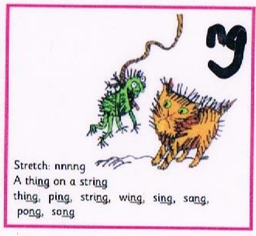 ng
Stretch: nnnng
A thing on a string
thing, ping, string, wing, sing, sang,
pong, song